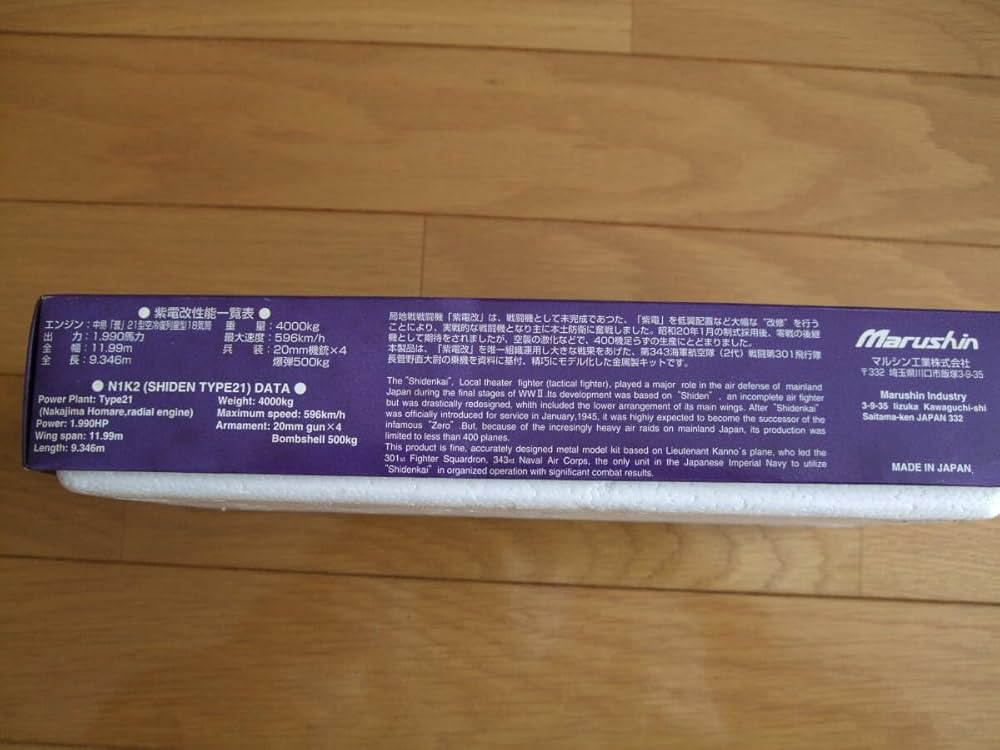 ● 紫電改性能一覧表 ●
エンジン：中島「誉」21型空冷複列星型18気筒
出　力：1.990馬力
全　幅：11.99m
全　長：9.346m
重　量：4000kg
最大速度：596km/h
兵　装：20mm機銃×4
爆弾500kg
● N1K2 (SHIDEN TYPE21) DATA ●
Power Plant: Type21
(Nakajima Homare,radial engine)
Power: 1.990HP
Wing span: 11.99m
Length: 9.346m
Weight: 4000kg
Maximum speed: 596km/h
Armament: 20mm gun×4
Bombshell 500kg
局地戦戦闘機「紫電改」は、戦闘機として未完成であつた、「紫電」を低翼配置など大幅な“改修”を行う
ことにより、実戦的な戦闘機となり主に本土防衛に奮戦しました。昭和20年1月の制式採用後、零戦の後継
機として期待をされましたが、空襲の激化などで、400機足らずの生産にとどまりました。
本製品は、「紫電改」を唯一組織運用し大きな戦果をあげた、第343海軍航空隊（2代）戦闘第301飛行隊
長菅野直大尉の乗機を資料に基付、精巧にモデル化した金属製キットです。
The "Shidenkai", Local theater fighter (tactical fighter), played a major role in the air defense of mainland
Japan during the final stages of WWⅡ.Its development was based on "Shiden" , an incomplete air fighter
but was drastically redesigned, which included the lower arrangement of its main wings. After "Shidenkai"
was officially introduced for service in January,1945, it was highly expected to become the successor of the
infamous "Zero" .But, because of the incresingly heavy air raids on mainland Japan, its production was
limited to less than 400 planes.
This product is fine, accurately designed metal model kit based on Lieutenant Kanno's plane, who led the
301st Fighter Squadron, 343rd Naval Air Corps, the only unit in the Japanese Imperial Navy to utilize
"Shidenkai" in organized operation with significant combat results.
Marushin
マルシン工業株式会社
〒332 埼玉県川口市飯塚3-9-35
Marushin Industry
3-9-35 Iizuka Kawaguchi-shi
Saitama-ken JAPAN 332
MADE IN JAPAN